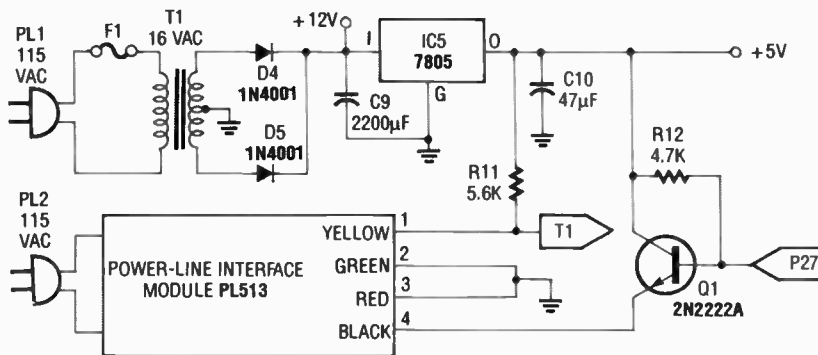 PL1
115
VAC
F1
T1
16 VAC
D4
1N4001
D5
1N4001
+12V
C9
2200µF
I
IC5
7805
O
G
C10
47µF
+5V
R11
5.6K
R12
4.7K
PL2
115
VAC
POWER-LINE INTERFACE
MODULE PL513
YELLOW
1
GREEN
2
RED
3
BLACK
4
T1
Q1
2N2222A
P27